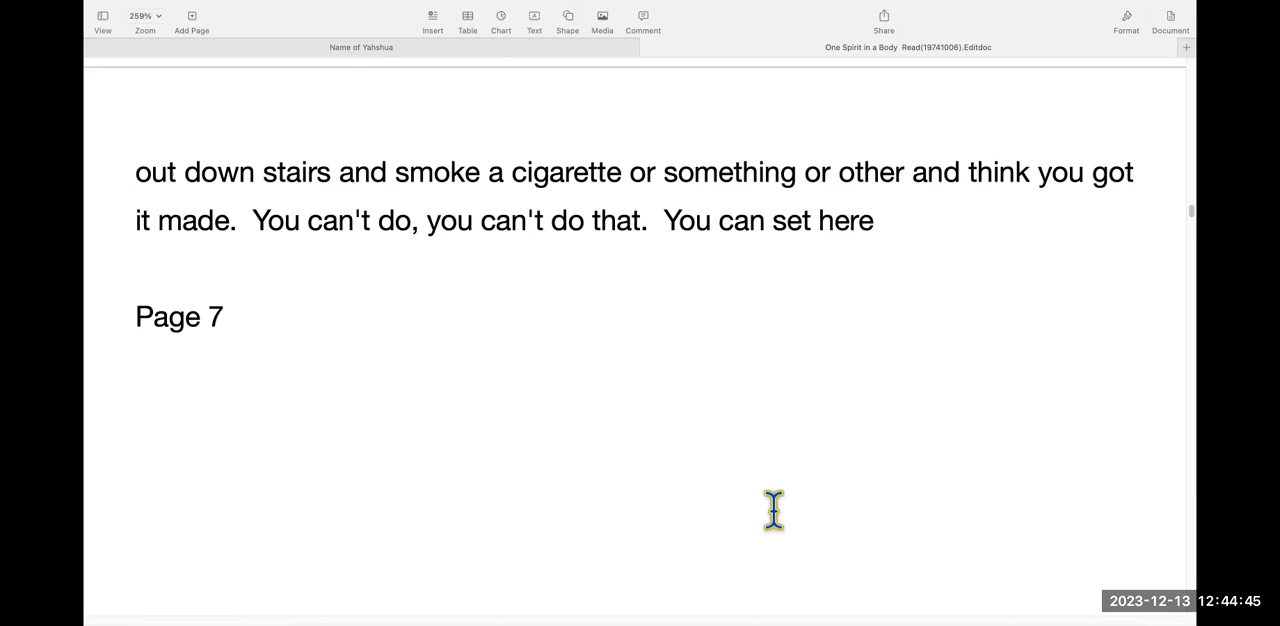 259%
View Zoom Add Page Insert Table Chart Text Shape Media Comment Share Format Document
Name of Yahshua One Spirit in a Body Read(19741006).Editdoc
out down stairs and smoke a cigarette or something or other and think you got
it made.  You can't do, you can't do that.  You can set here
Page 7
2023-12-13 12:44:45